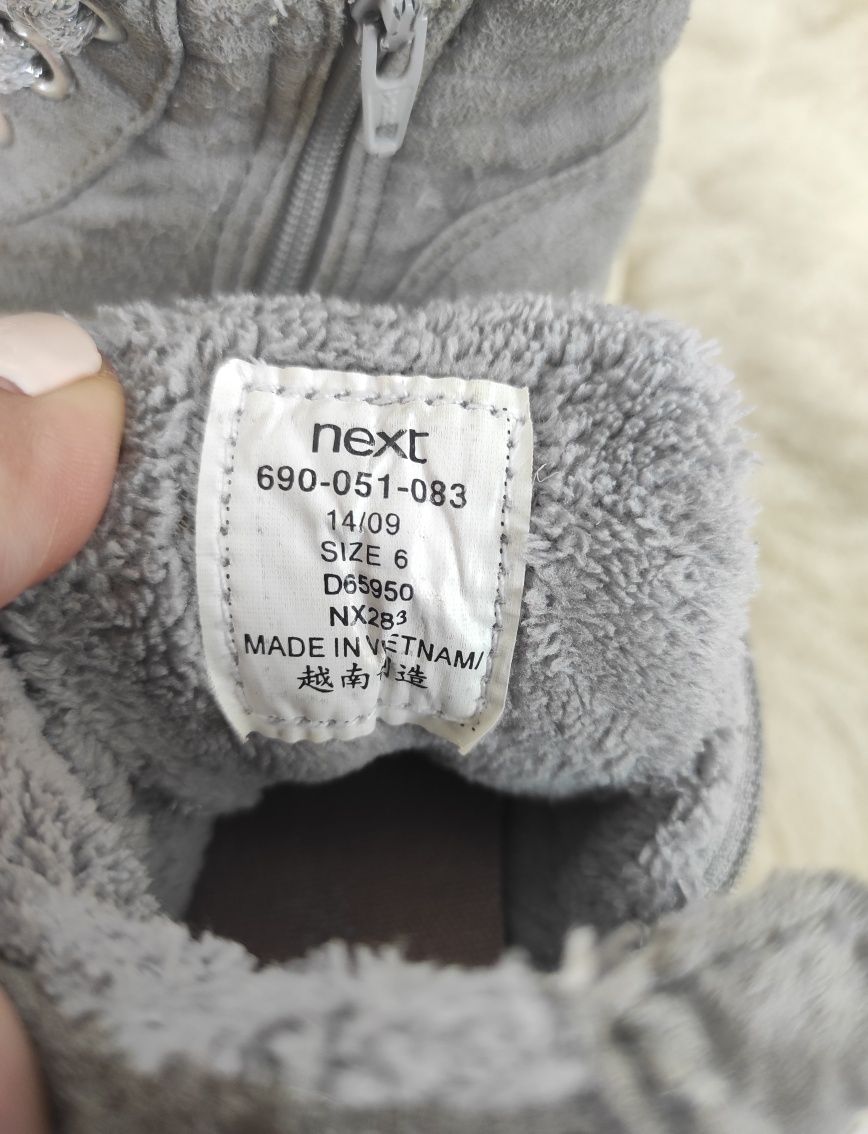 next
690-051-083
14/09
SIZE 6
D65950
NX28³
MADE IN VIETNAM/
越南制造